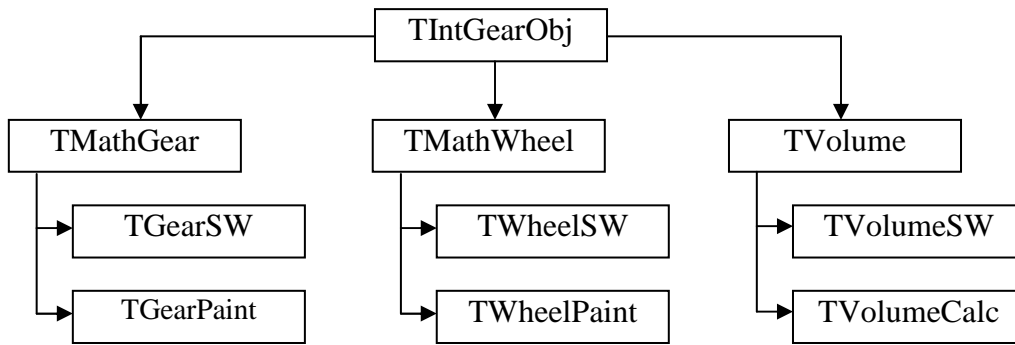 TIntGearObj
TMathGear
TMathWheel
TVolume
TGearSW
TWheelSW
TVolumeSW
TGearPaint
TWheelPaint
TVolumeCalc